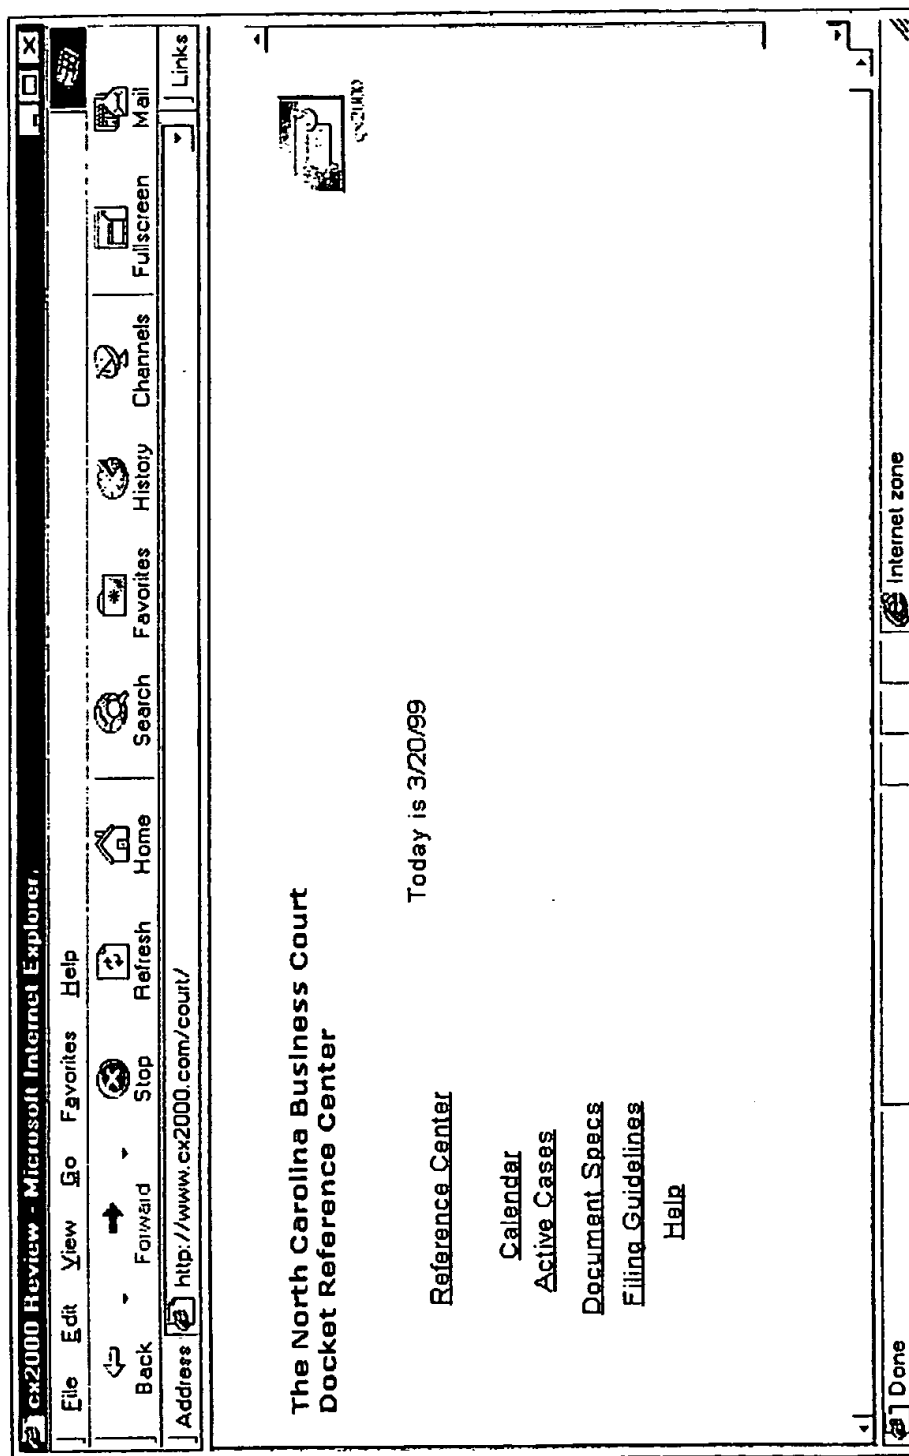 cx2000 Review - Microsoft Internet Explorer,
File Edit View Go Favorites Help
Back Forward Stop Refresh Home Search Favorites History Channels Fullscreen Mail
Address http://www.cx2000.com/court/ Links
cx2000
The North Carolina Business Court
Docket Reference Center
Today is 3/20/99
Reference Center
Calendar
Active Cases
Document Specs
Filing Guidelines
Help
Done Internet zone